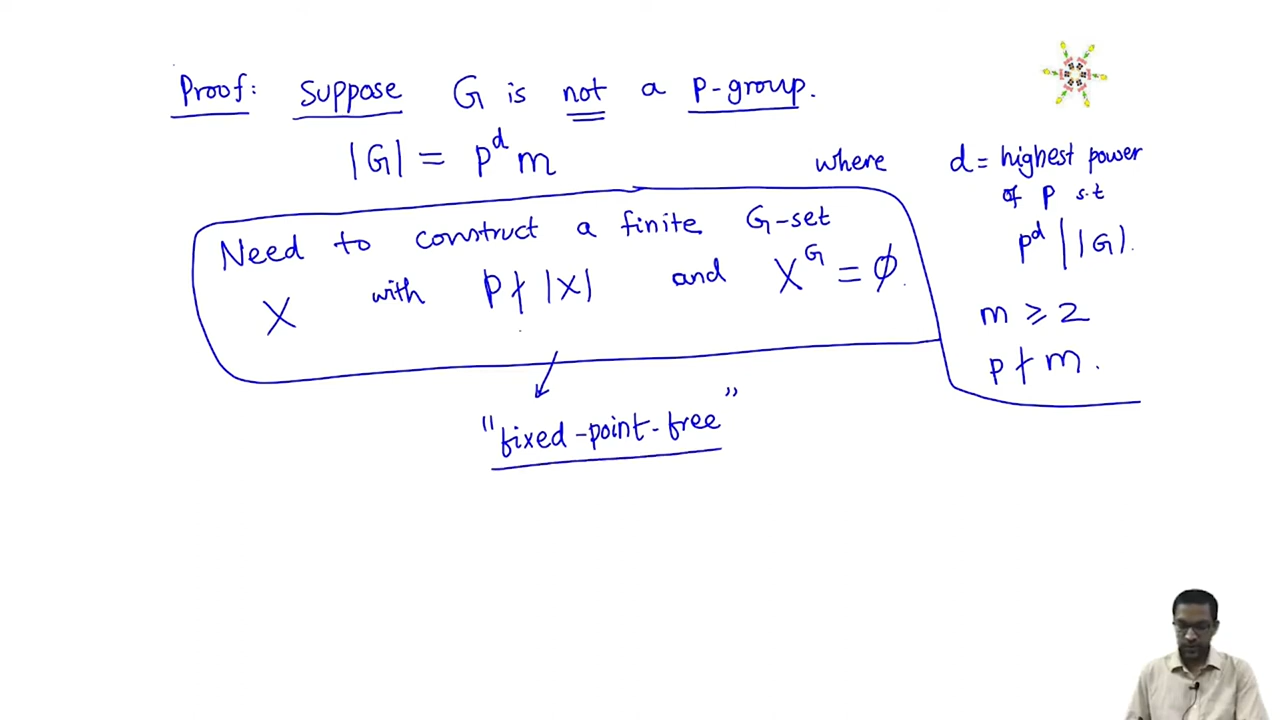 Proof: Suppose G is not a p-group.
|G| = p^d m where d = highest power
of p s.t
p^d | |G|.
m ⩾ 2
p ∤ m.
Need to construct a finite G-set
X with p ∤ |X| and X^G = ∅.
"fixed-point-free"